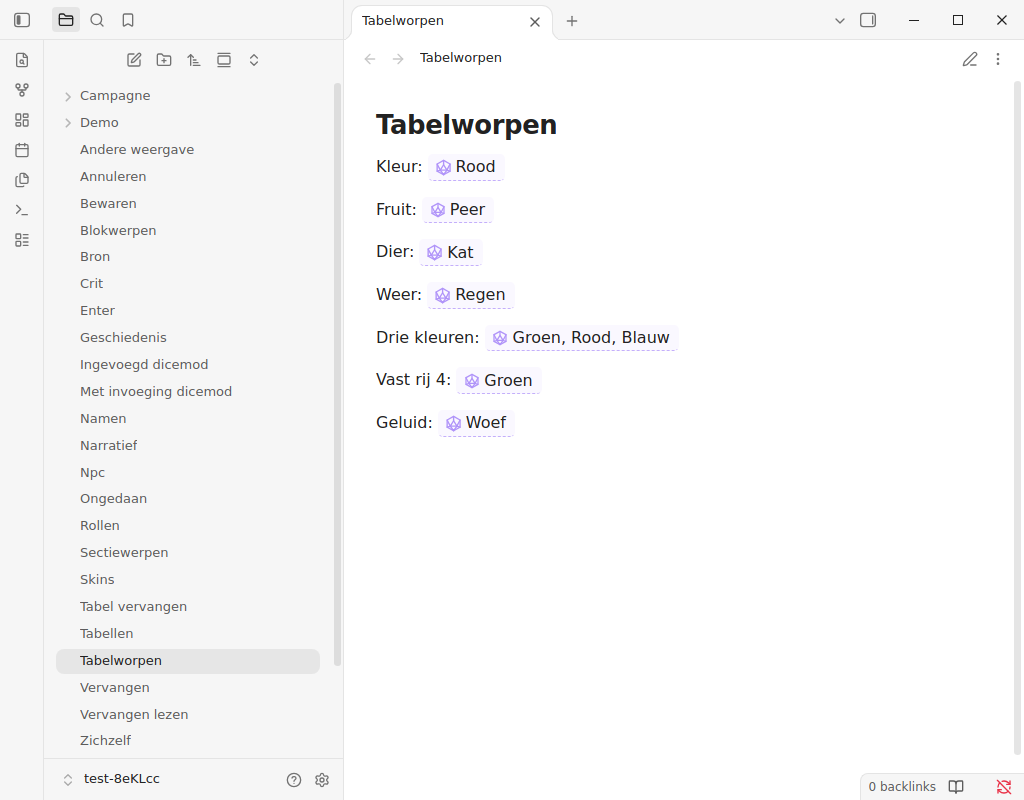 Tabelworpen
Tabelworpen
Campagne
Demo
Andere weergave
Annuleren
Bewaren
Blokwerpen
Bron
Crit
Enter
Geschiedenis
Ingevoegd dicemod
Met invoeging dicemod
Namen
Narratief
Npc
Ongedaan
Rollen
Sectiewerpen
Skins
Tabel vervangen
Tabellen
Tabelworpen
Vervangen
Vervangen lezen
Zichzelf
test-8eKLcc
Tabelworpen
Kleur: Rood
Fruit: Peer
Dier: Kat
Weer: Regen
Drie kleuren: Groen, Rood, Blauw
Vast rij 4: Groen
Geluid: Woef
0 backlinks